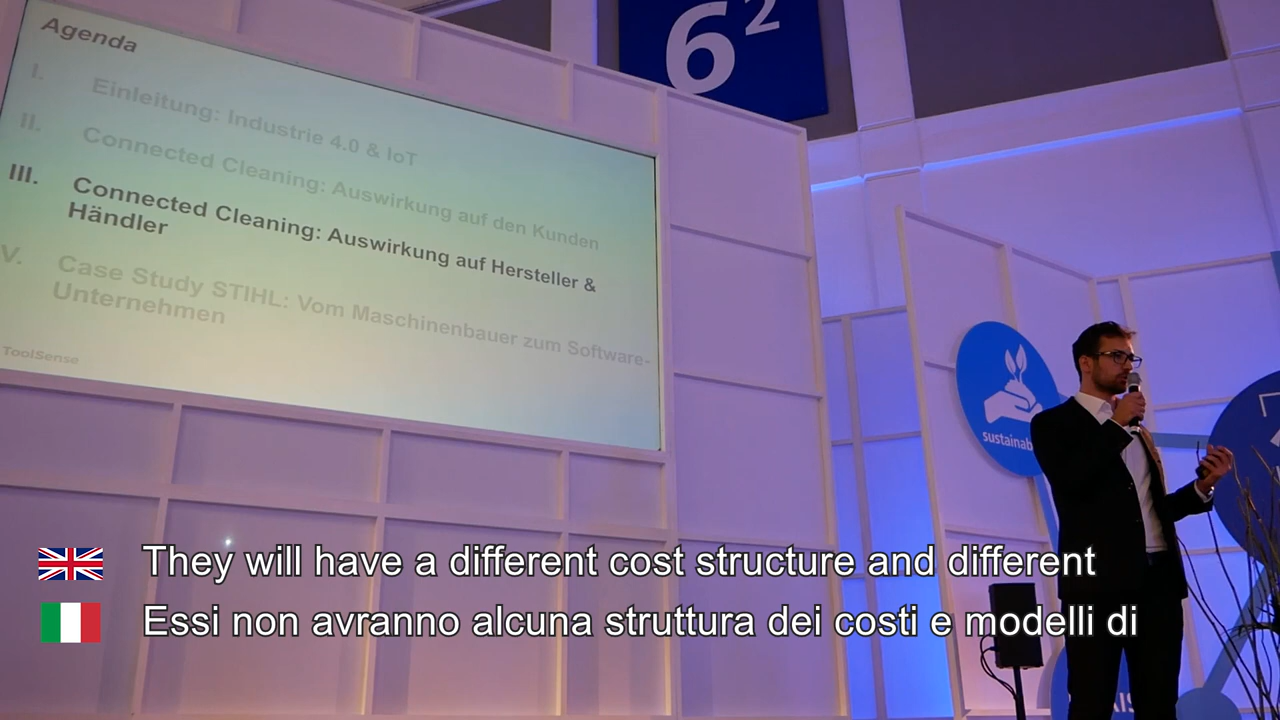 6²
Agenda
I. Einleitung: Industrie 4.0 & IoT
II. Connected Cleaning: Auswirkung auf den Kunden
III. Connected Cleaning: Auswirkung auf Hersteller &
Händler
V. Case Study STIHL: Vom Maschinenbauer zum Software-
Unternehmen
ToolSense
sustainab
They will have a different cost structure and different
Essi non avranno alcuna struttura dei costi e modelli di